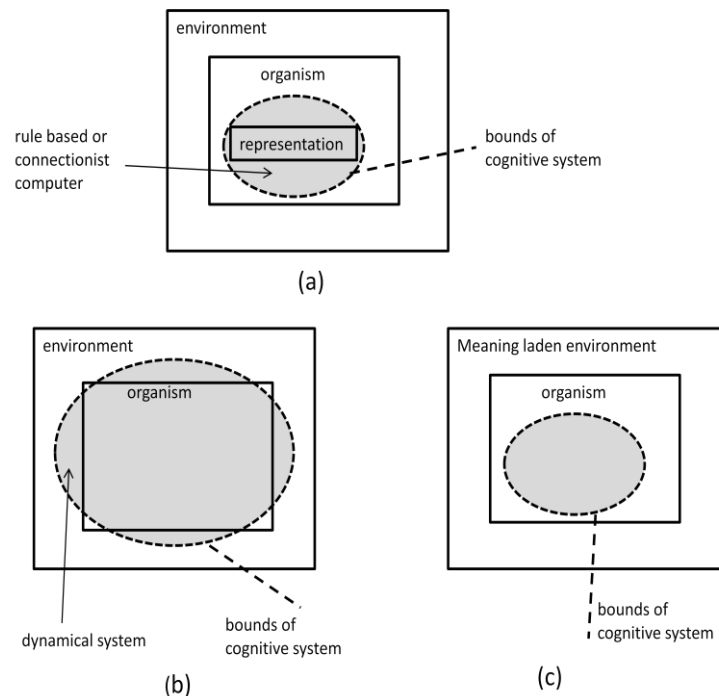 environment
organism
rule based or
connectionist
computer
representation
bounds of
cognitive system
(a)
environment
organism
dynamical system
bounds of
cognitive system
(b)
Meaning laden environment
organism
bounds of
cognitive system
(c)